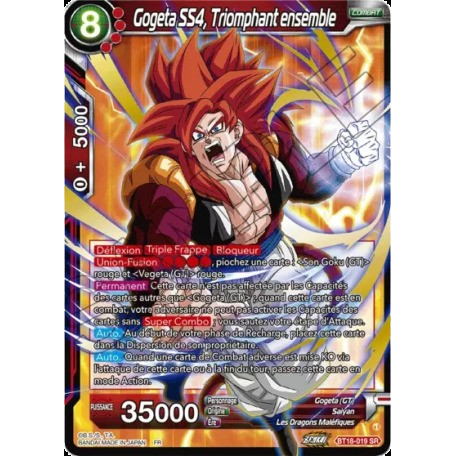 8
Gogeta SS4, Triomphant ensemble
COMBAT
0 + 5000
Déflexion Triple Frappe Bloqueur
Union-Fusion , piochez une carte : <Son Goku (GT)>
rouge et <Vegeta (GT)> rouge.
Permanent Cette carte n'est pas affectée par les Capacités
des cartes autres que <Gogeta (GT)> ; quand cette carte est en
combat, votre adversaire ne peut pas activer les Capacités des
cartes sans Super Combo ; vous sautez votre étape d'Attaque.
Auto. Au début de votre phase de Recharge, placez cette carte
dans la Dispersion de son propriétaire.
Auto. Quand une carte de Combat adverse est mise KO via
l'attaque de cette carte ou à la fin du tour, passez cette carte en
mode Action.
PUISSANCE
35000
Personnage Gogeta (GT)
Origine Saiyan
Ère Les Dragons Maléfiques
©B.S./S., T.A.
BANDAI MADE IN JAPAN FR
BT18-019 SR